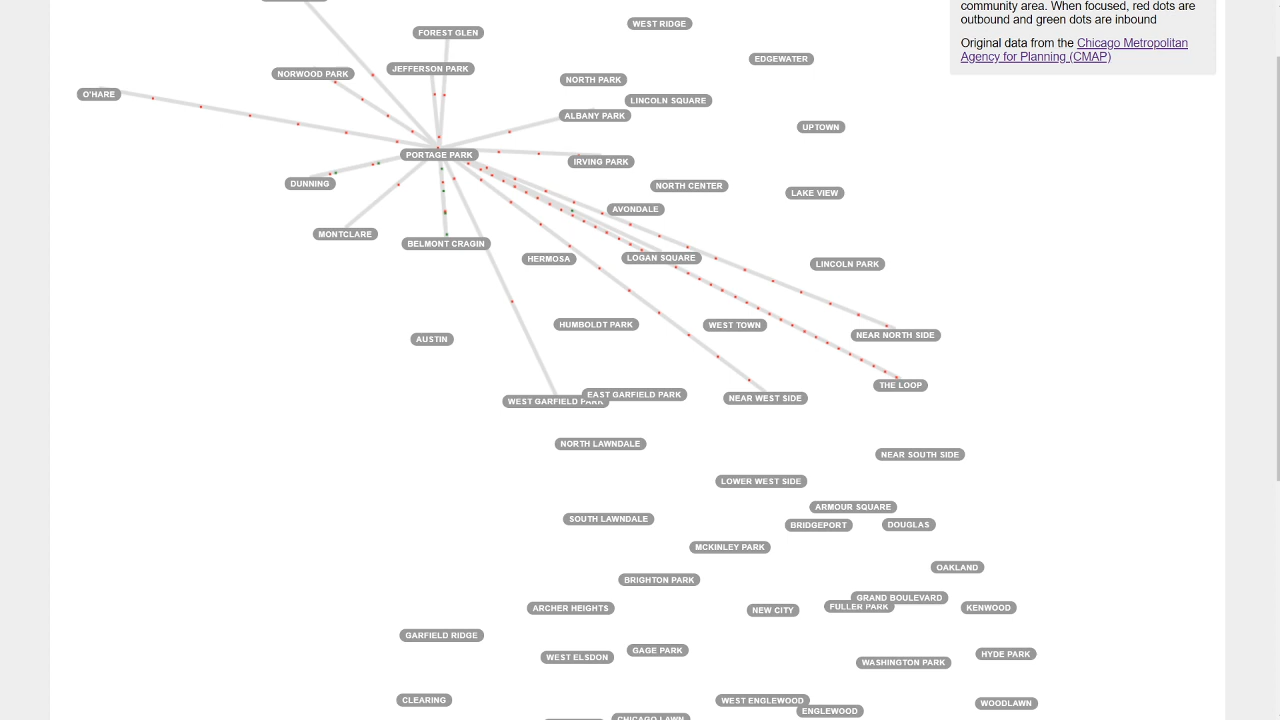 community area. When focused, red dots are
outbound and green dots inbound
Original data from the Chicago Metropolitan
Agency for Planning (CMAP)
WEST RIDGE
FOREST GLEN
EDGEWATER
JEFFERSON PARK
NORWOOD PARK
NORTH PARK
O'HARE
LINCOLN SQUARE
ALBANY PARK
UPTOWN
PORTAGE PARK
IRVING PARK
DUNNING
NORTH CENTER
LAKE VIEW
AVONDALE
MONTCLARE
BELMONT CRAGIN
HERMOSA
LOGAN SQUARE
LINCOLN PARK
HUMBOLDT PARK
WEST TOWN
NEAR NORTH SIDE
AUSTIN
THE LOOP
EAST GARFIELD PARK
WEST GARFIELD PARK
NEAR WEST SIDE
NORTH LAWNDALE
NEAR SOUTH SIDE
LOWER WEST SIDE
ARMOUR SQUARE
SOUTH LAWNDALE
BRIDGEPORT
DOUGLAS
MCKINLEY PARK
OAKLAND
BRIGHTON PARK
GRAND BOULEVARD
FULLER PARK
ARCHER HEIGHTS
NEW CITY
KENWOOD
GARFIELD RIDGE
GAGE PARK
WEST ELSDON
HYDE PARK
WASHINGTON PARK
CLEARING
WEST ENGLEWOOD
WOODLAWN
ENGLEWOOD
CHICAGO LAWN